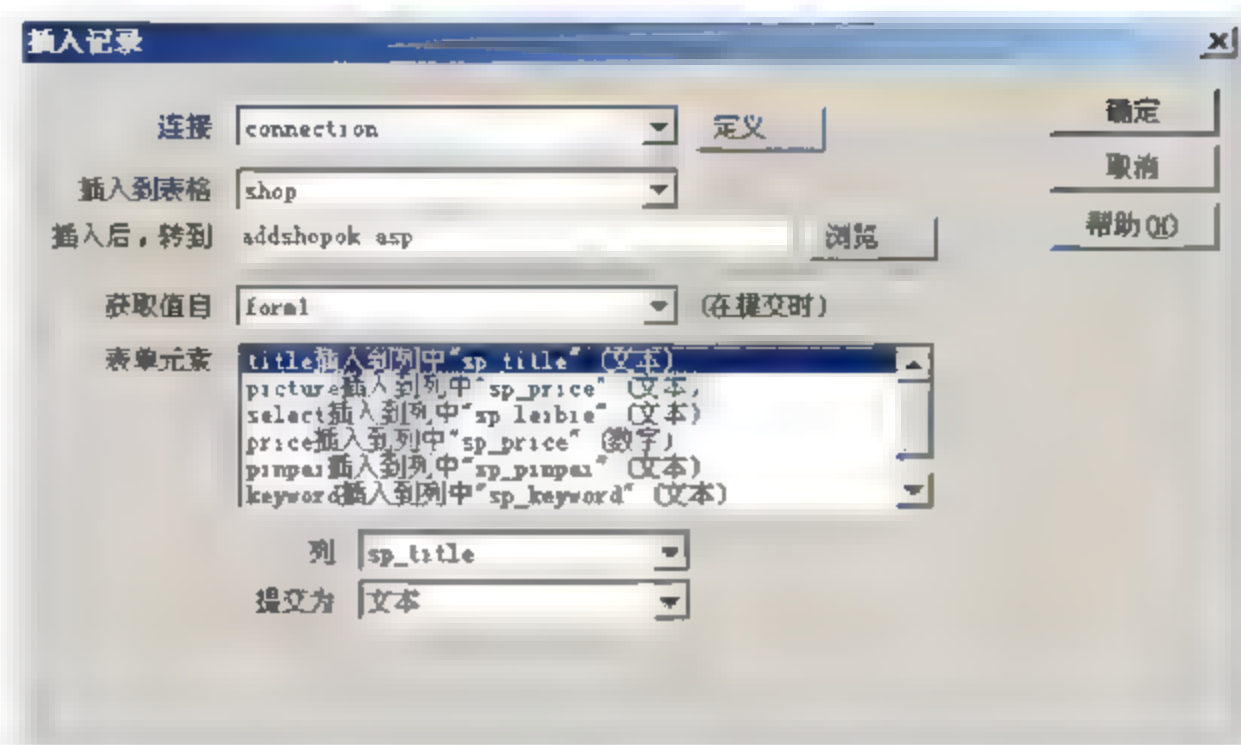 插入记录
连接 connection 定义 确定
插入到表格 shop 取消
插入后，转到 addshopok asp 浏览 帮助(H)
获取值自 form1 (在提交时)
表单元素 title插入到列中"sp_title" (文本)
picture插入到列中"sp_price" (文本)
select插入到列中"sp_leibie" (文本)
price插入到列中"sp_price" (数字)
pinpai插入到列中"sp_pinpai" (文本)
keyword插入到列中"sp_keyword" (文本)
列 sp_title
提交为 文本